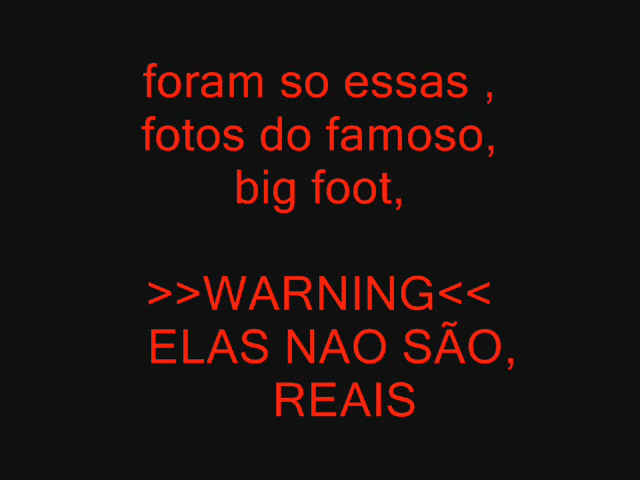 foram so essas ,
fotos do famoso,
big foot,
>>WARNING<<
ELAS NAO SÃO,
REAIS